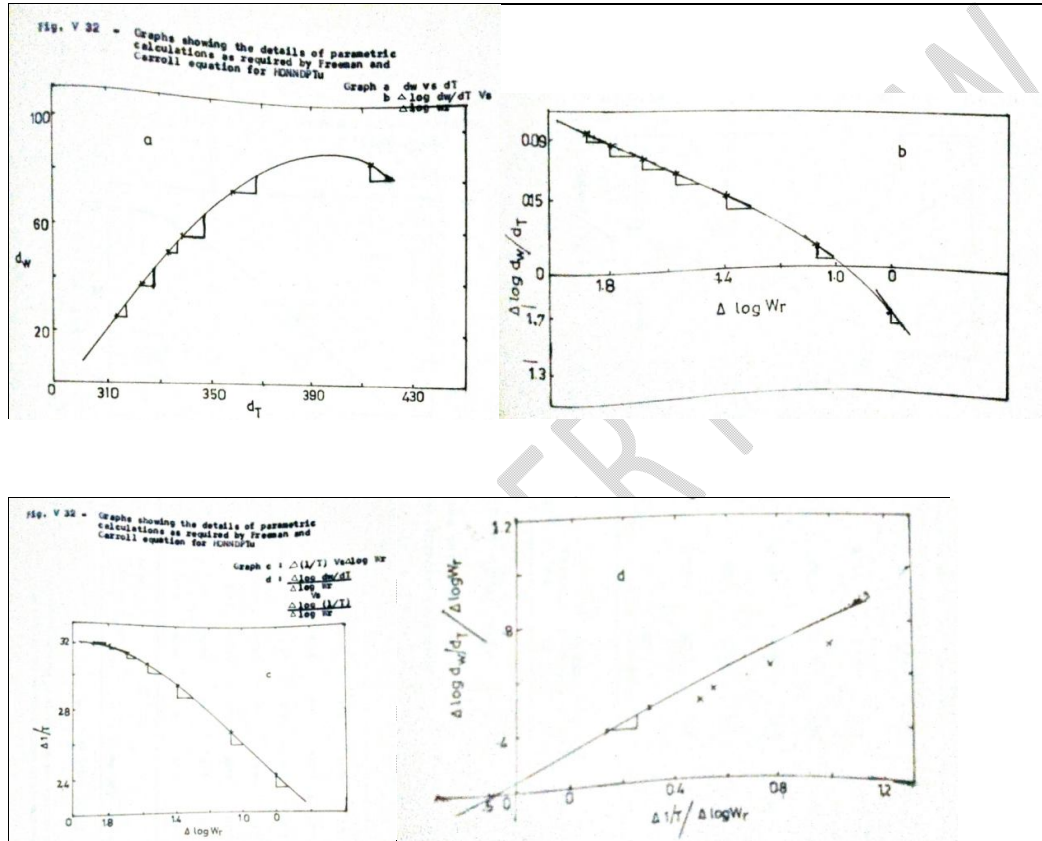 Fig. V 32 - Graphs showing the details of parametric
calculations as required by Freeman and
Carroll equation for HDNNDPTu
Graph a dw vs dT
b △ log dw/dT Vs
△ log wr
100
60
20
0
310
350
390
430
dw
dT
a
0.09
0.15
0
1.7
1.3
1.8
1.4
1.0
0
Δ log dw/dT
Δ log Wr
b
Fig. V 32 - Graphs showing the details of parametric
calculations as required by Freeman and
Carroll equation for HDNNDPTu
Graph c : △(1/T) Vs△log Wr
d : △log dw/dT
△log Wr
Vs
△log (1/T)
△log Wr
32
2.8
2.4
0
1.8
1.4
1.0
0
Δ1/T
Δ log Wr
c
1.2
.8
.4
0
.5
0
0.4
0.8
1.2
Δ log dw/dT / Δ log Wr
Δ 1/T / Δ log Wr
d